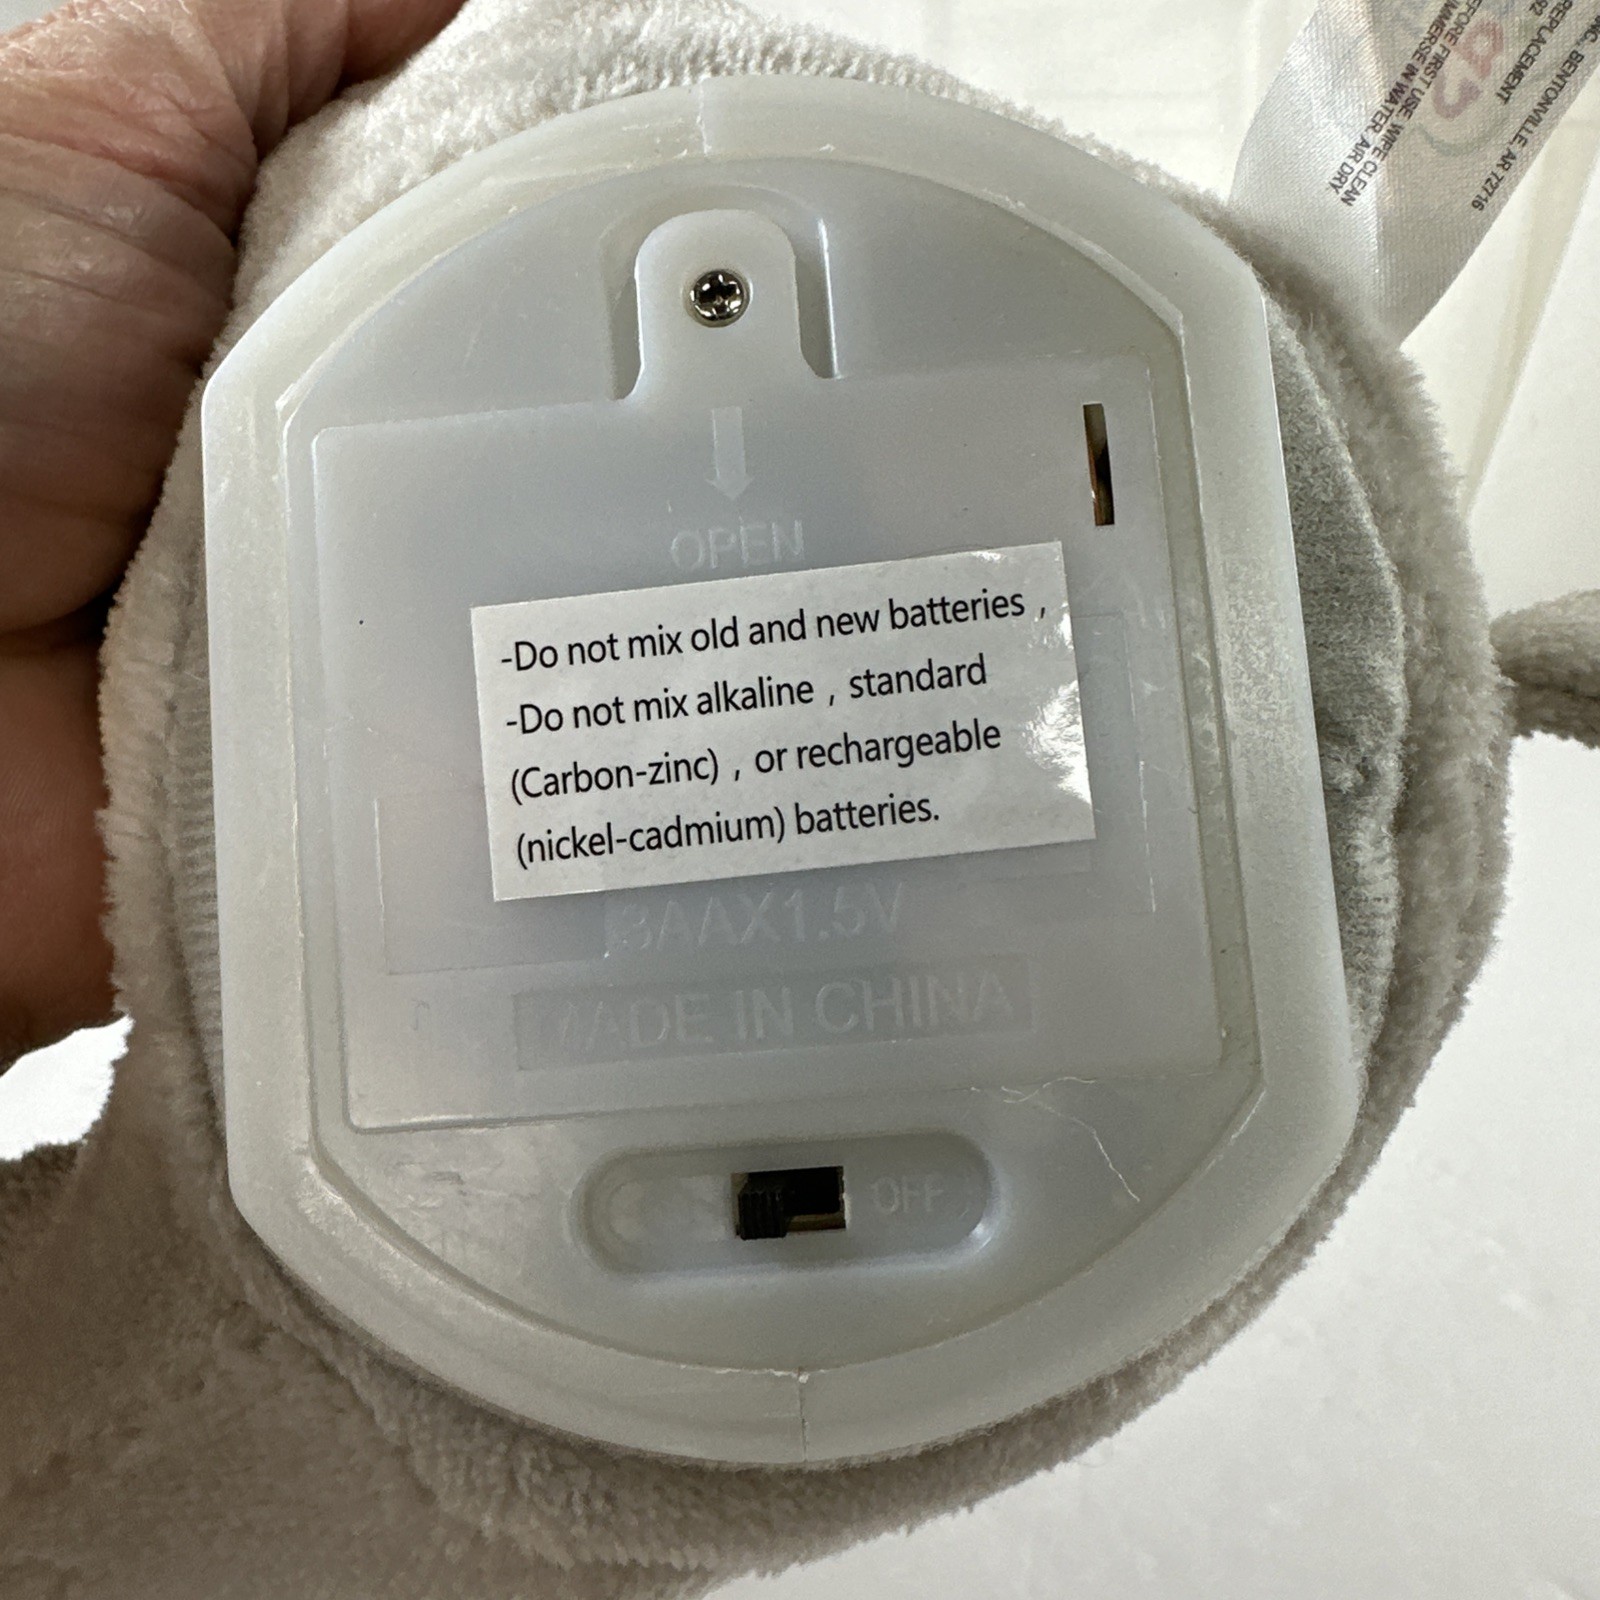 NC. BENTONVILLE, AR 72716
REPLACEMENT
BEFORE FIRST USE. WIPE CLEAN
IMMERSE IN WATER. AIR DRY.
OPEN
-Do not mix old and new batteries ,
-Do not mix alkaline , standard
(Carbon-zinc) , or rechargeable
(nickel-cadmium) batteries.
3AAX1.5V
MADE IN CHINA
OFF